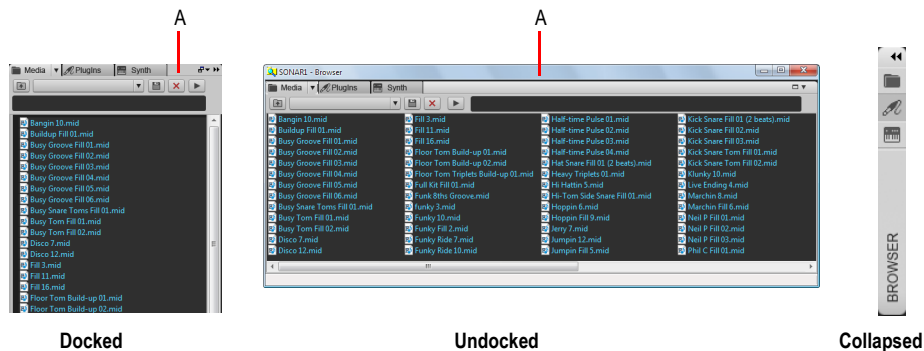 A
A
Media PlugIns Synth
Bangin 10.mid
Buildup Fill 01.mid
Busy Groove Fill 01.mid
Busy Groove Fill 02.mid
Busy Groove Fill 03.mid
Busy Groove Fill 04.mid
Busy Groove Fill 05.mid
Busy Groove Fill 06.mid
Busy Snare Toms Fill 01.mid
Busy Tom Fill 01.mid
Busy Tom Fill 02.mid
Disco 7.mid
Disco 12.mid
Fill 3.mid
Fill 11.mid
Fill 16.mid
Floor Tom Build-up 01.mid
Floor Tom Build-up 02.mid
SONAR1 - Browser
Media PlugIns Synth
Bangin 10.mid
Buildup Fill 01.mid
Busy Groove Fill 01.mid
Busy Groove Fill 02.mid
Busy Groove Fill 03.mid
Busy Groove Fill 04.mid
Busy Groove Fill 05.mid
Busy Groove Fill 06.mid
Busy Snare Toms Fill 01.mid
Busy Tom Fill 01.mid
Busy Tom Fill 02.mid
Disco 7.mid
Disco 12.mid
Fill 3.mid
Fill 11.mid
Fill 16.mid
Floor Tom Build-up 01.mid
Floor Tom Build-up 02.mid
Floor Tom Triplets Build-up 01.mid
Full Kit Fill 01.mid
Funk 8ths Groove.mid
funky 3.mid
Funky 10.mid
Funky Fill 2.mid
Funky Ride 7.mid
Funky Ride 10.mid
Half-time Pulse 01.mid
Half-time Pulse 02.mid
Half-time Pulse 03.mid
Half-time Pulse 04.mid
Hat Snare Fill 01 (2 beats).mid
Heavy Triplets 01.mid
Hi Hattin 5.mid
Hi-Tom Side Snare Fill 01.mid
Hoppin 6.mid
Hoppin Fill 9.mid
Jerry 7.mid
Jumpin 12.mid
Jumpin Fill 5.mid
Kick Snare Fill 01 (2 beats).mid
Kick Snare Fill 02.mid
Kick Snare Fill 03.mid
Kick Snare Tom Fill 01.mid
Kick Snare Tom Fill 02.mid
Klunky 10.mid
Live Ending 4.mid
Marchin 8.mid
Marchin Fill 6.mid
Neil P Fill 01.mid
Neil P Fill 02.mid
Neil P Fill 03.mid
Phil C Fill 01.mid
BROWSER
Docked
Undocked
Collapsed